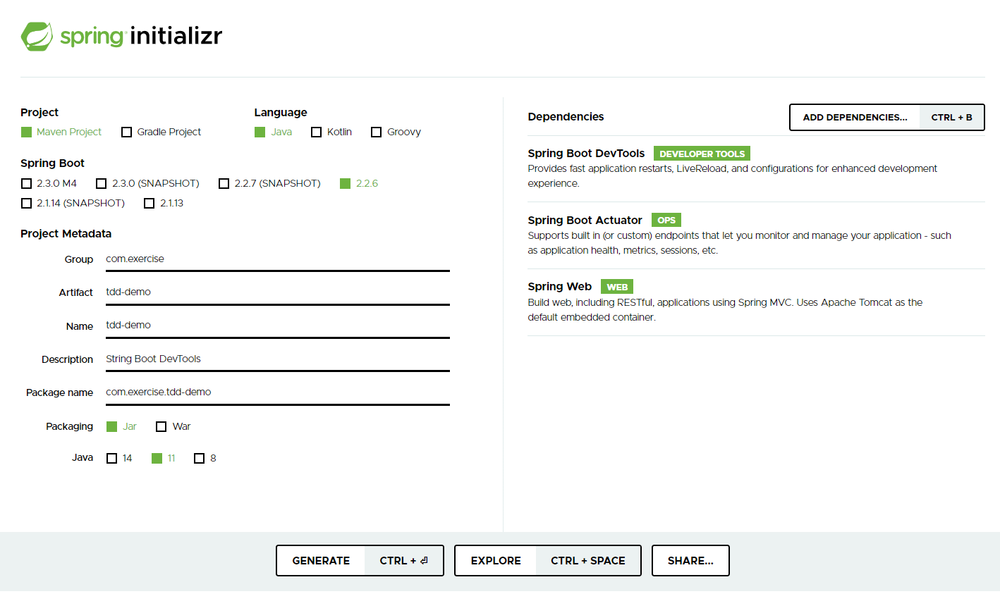 spring initializr
Project
Maven Project Gradle Project
Language
Java Kotlin Groovy
Spring Boot
2.3.0 M4 2.3.0 (SNAPSHOT) 2.2.7 (SNAPSHOT) 2.2.6
2.1.14 (SNAPSHOT) 2.1.13
Project Metadata
Group com.exercise
Artifact tdd-demo
Name tdd-demo
Description String Boot DevTools
Package name com.exercise.tdd-demo
Packaging Jar War
Java 14 11 8
Dependencies ADD DEPENDENCIES... CTRL + B
Spring Boot DevTools DEVELOPER TOOLS
Provides fast application restarts, LiveReload, and configurations for enhanced development
experience.
Spring Boot Actuator OPS
Supports built in (or custom) endpoints that let you monitor and manage your application - such
as application health, metrics, sessions, etc.
Spring Web WEB
Build web, including RESTful, applications using Spring MVC. Uses Apache Tomcat as the
default embedded container.
GENERATE CTRL + ⏎ EXPLORE CTRL + SPACE SHARE...